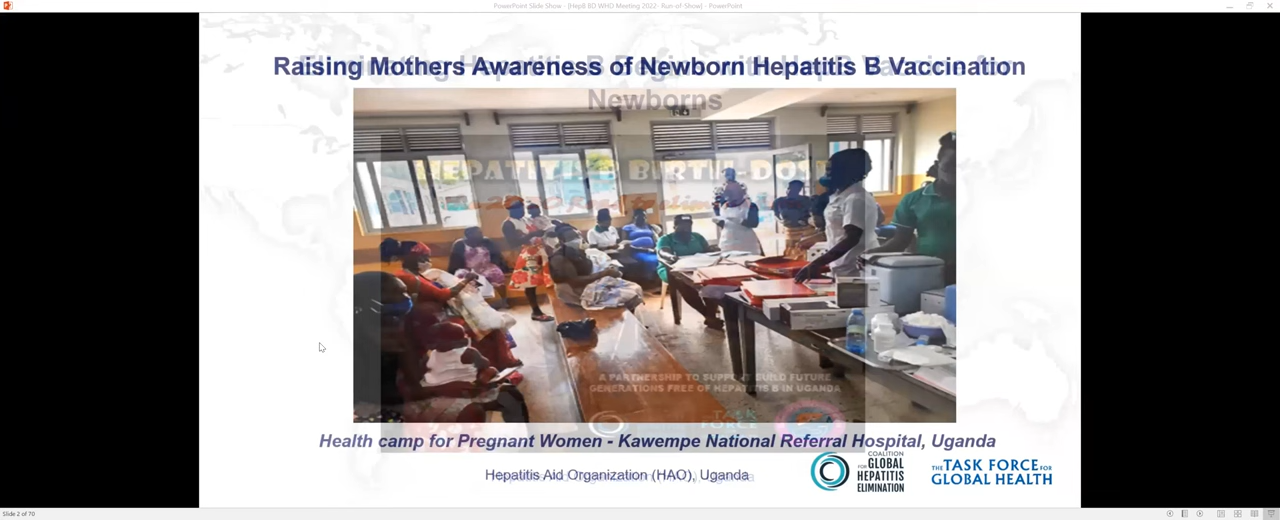 PowerPoint Slide Show - [HepB BD WHD Meeting 2022- Run-of-Show] - PowerPoint
Raising Mothers Awareness of Newborn Hepatitis B Vaccination
Newborns
HEPATITIS B BIRTH-DOSE
A PARTNERSHIP TO SUPPORT BUILD FUTURE
GENERATIONS FREE OF HEPATITIS B IN UGANDA
TASK
FORCE
Health camp for Pregnant Women - Kawempe National Referral Hospital, Uganda
Hepatitis Aid Organization (HAO), Uganda
COALITION
FOR GLOBAL
HEPATITIS
ELIMINATION
THE TASK FORCE FOR
GLOBAL HEALTH
Slide 2 of 70